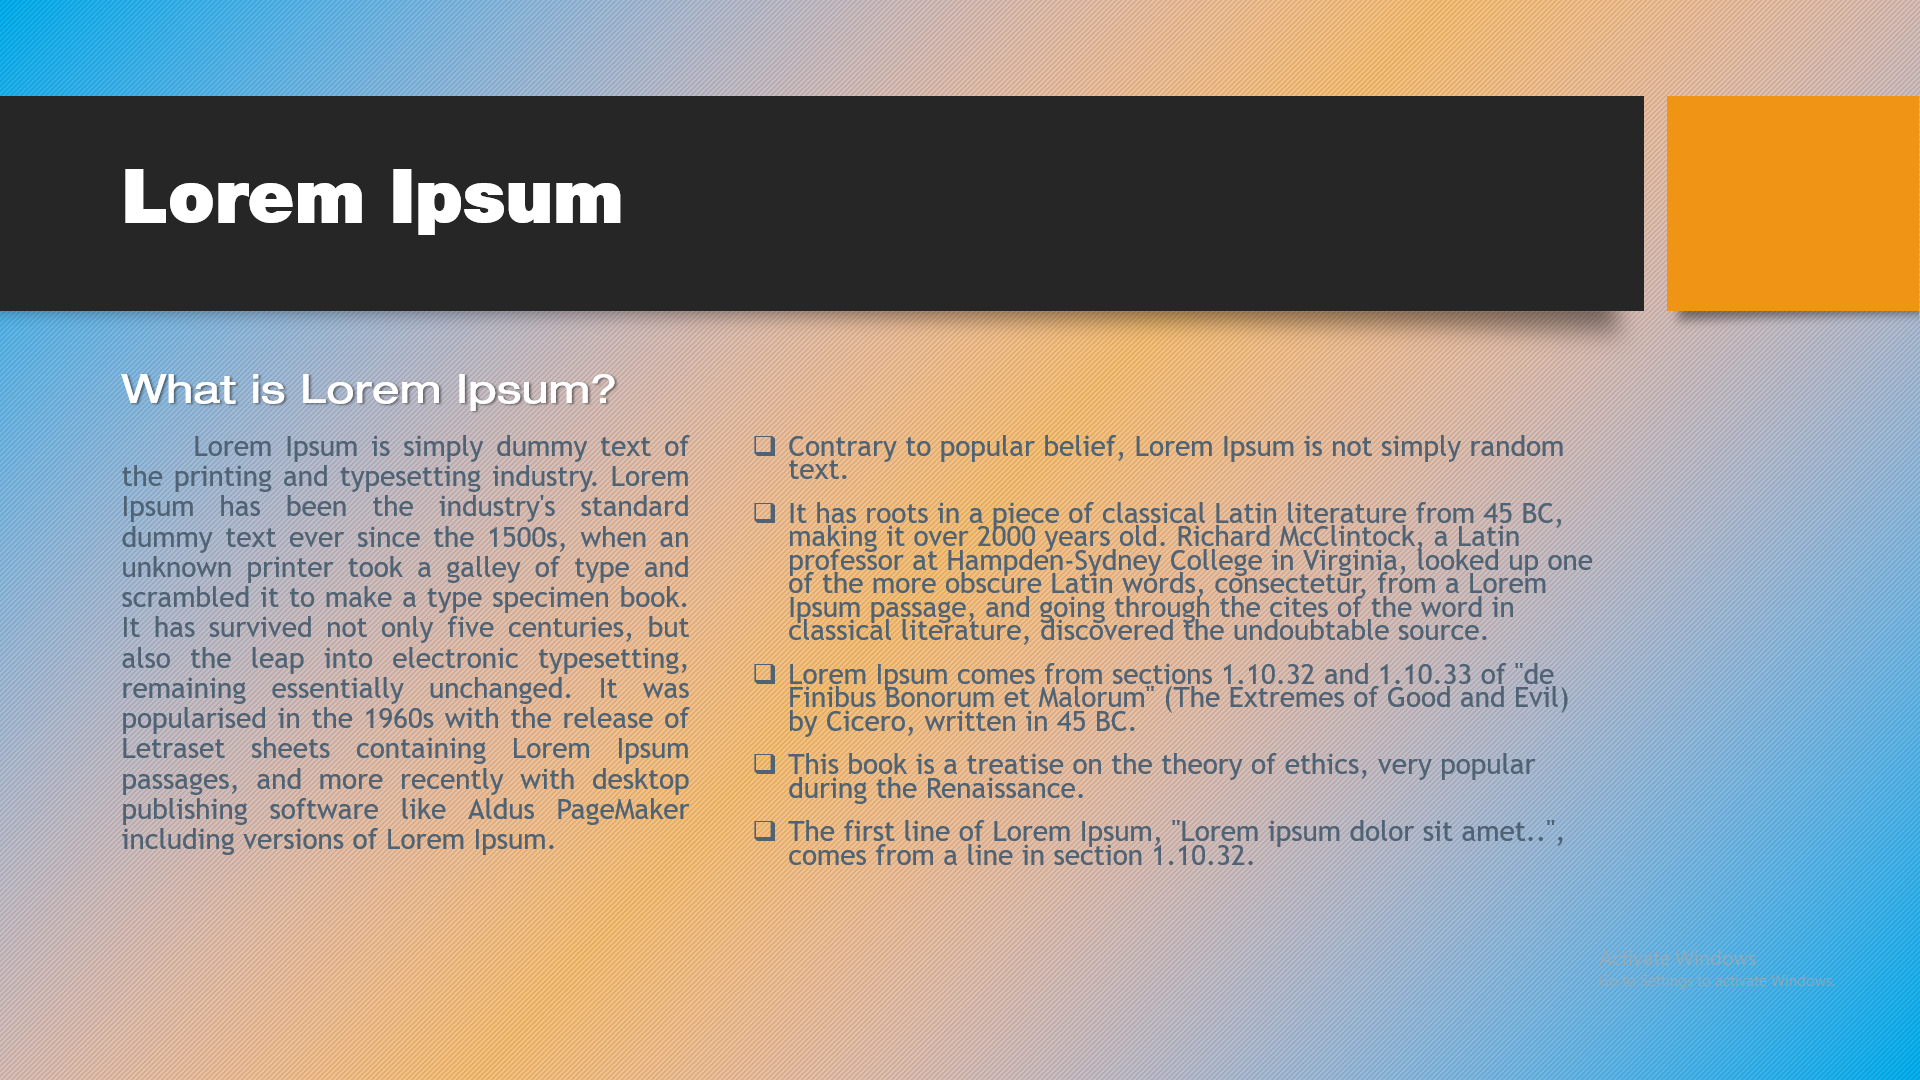 Lorem Ipsum
What is Lorem Ipsum?
Lorem Ipsum is simply dummy text of
the printing and typesetting industry. Lorem
Ipsum has been the industry's standard
dummy text ever since the 1500s, when an
unknown printer took a galley of type and
scrambled it to make a type specimen book.
It has survived not only five centuries, but
also the leap into electronic typesetting,
remaining essentially unchanged. It was
popularised in the 1960s with the release of
Letraset sheets containing Lorem Ipsum
passages, and more recently with desktop
publishing software like Aldus PageMaker
including versions of Lorem Ipsum.
❑ Contrary to popular belief, Lorem Ipsum is not simply random
text.
❑ It has roots in a piece of classical Latin literature from 45 BC,
making it over 2000 years old. Richard McClintock, a Latin
professor at Hampden-Sydney College in Virginia, looked up one
of the more obscure Latin words, consectetur, from a Lorem
Ipsum passage, and going through the cites of the word in
classical literature, discovered the undoubtable source.
❑ Lorem Ipsum comes from sections 1.10.32 and 1.10.33 of "de
Finibus Bonorum et Malorum" (The Extremes of Good and Evil)
by Cicero, written in 45 BC.
❑ This book is a treatise on the theory of ethics, very popular
during the Renaissance.
❑ The first line of Lorem Ipsum, "Lorem ipsum dolor sit amet..",
comes from a line in section 1.10.32.
Activate Windows
Go to Settings to activate Windows.